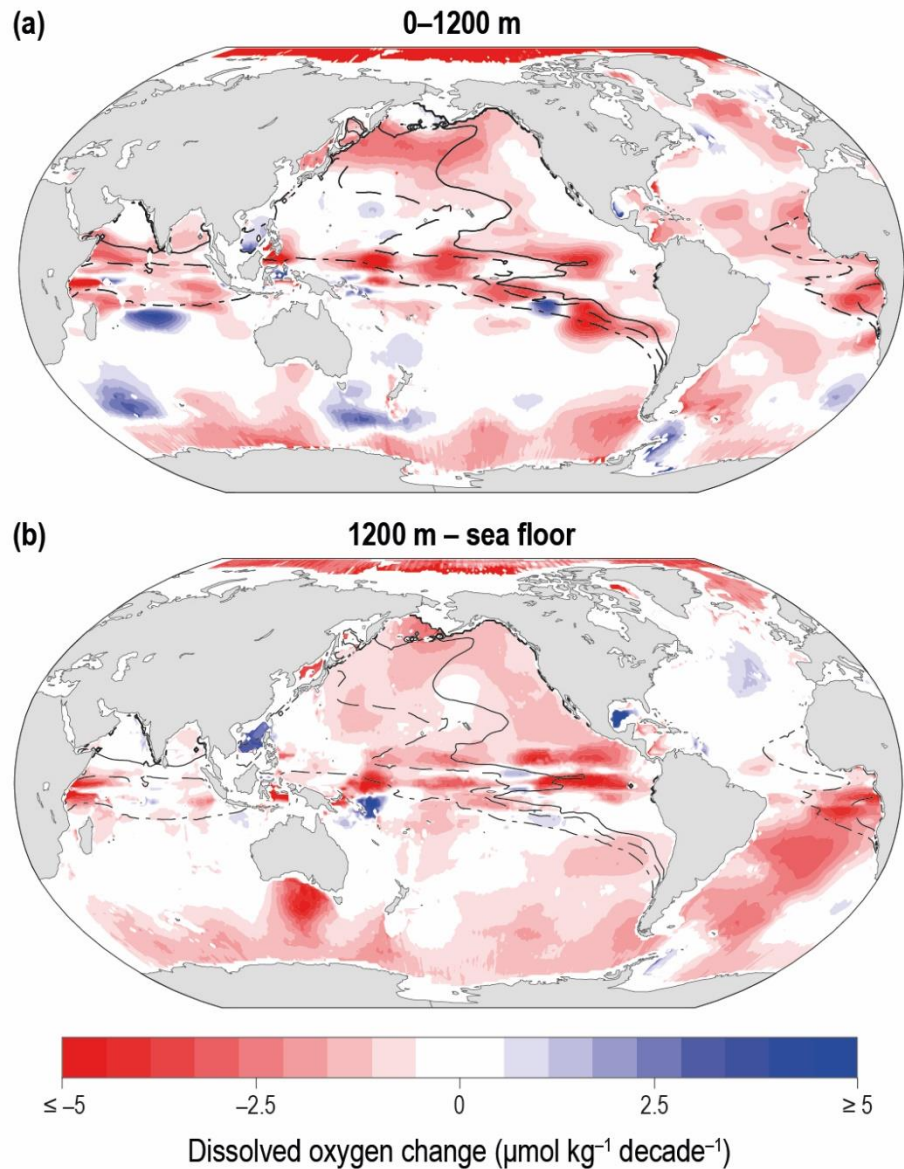 (a)
0–1200 m
(b)
1200 m – sea floor
≤ –5
–2.5
0
2.5
≥ 5
Dissolved oxygen change (µmol kg⁻¹ decade⁻¹)